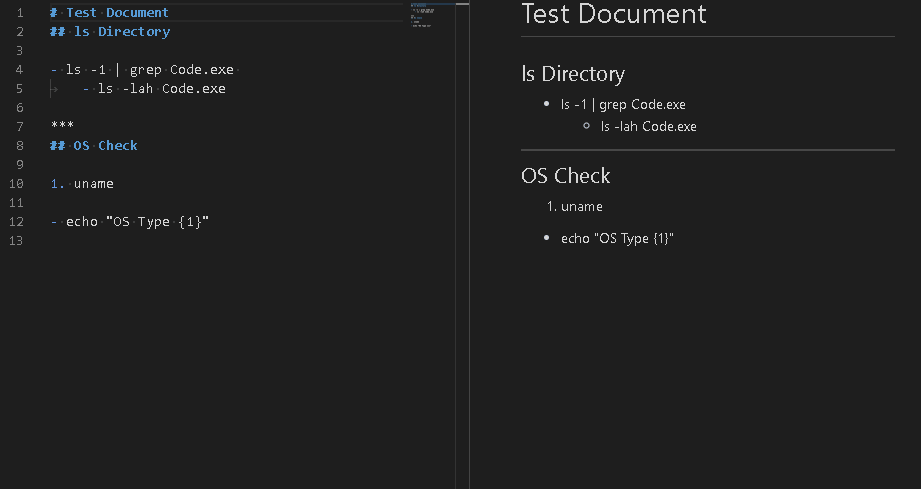 1 # Test Document
2 ## ls Directory
3
4 - ls -1 | grep Code.exe
5 - ls -lah Code.exe
6
7 ***
8 ## OS Check
9
10 1. uname
11
12 - echo "OS Type {1}"
13
Test Document
ls Directory
• ls -1 | grep Code.exe
○ ls -lah Code.exe
OS Check
1. uname
• echo "OS Type {1}"